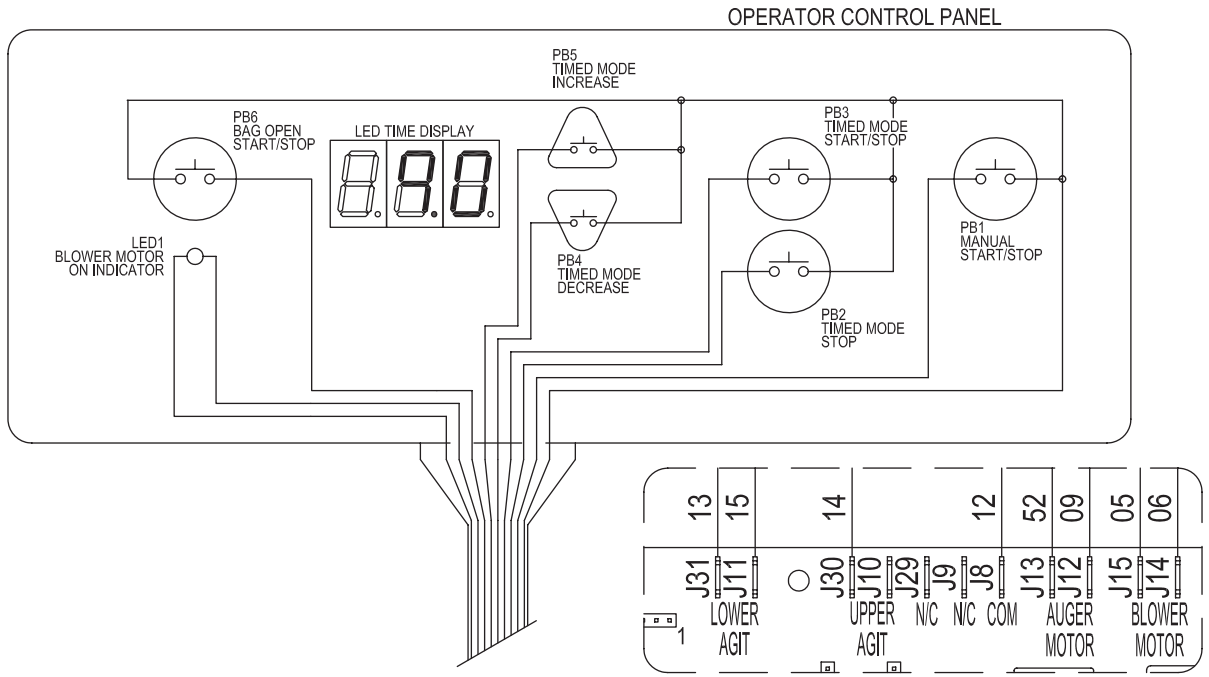 OPERATOR CONTROL PANEL
PB5
TIMED MODE
INCREASE
PB6
BAG OPEN
START/STOP
LED TIME DISPLAY
PB3
TIMED MODE
START/STOP
PB1
MANUAL
START/STOP
LED1
BLOWER MOTOR
ON INDICATOR
PB4
TIMED MODE
DECREASE
PB2
TIMED MODE
STOP
13
15
14
12
52
09
05
06
J31
J11
J30
J10
J29
J9
J8
J13
J12
J15
J14
LOWER
AGIT
UPPER
AGIT
N/C
N/C
COM
AUGER
MOTOR
BLOWER
MOTOR
1